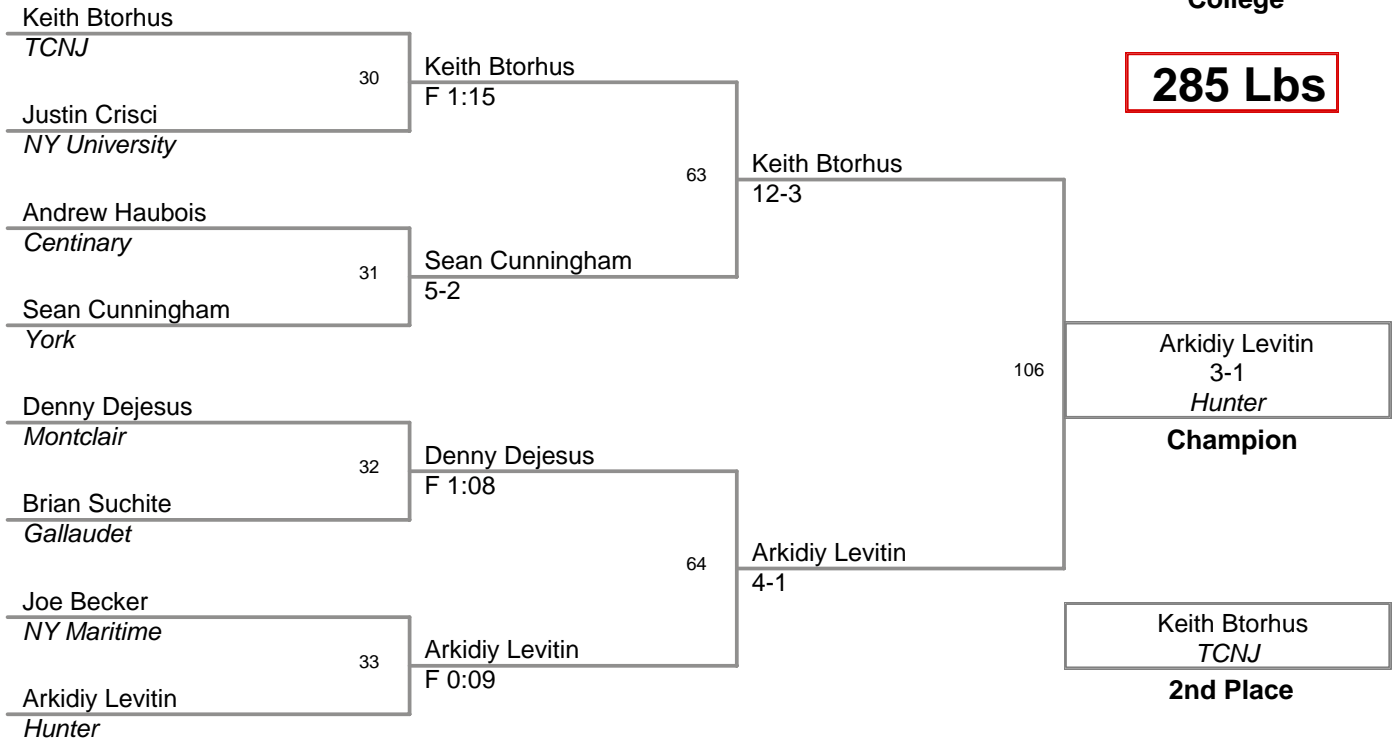 College
285 Lbs
Keith Btorhus
TCNJ
30
Justin Crisci
NY University
Andrew Haubois
Centinary
31
Sean Cunningham
York
Denny Dejesus
Montclair
32
Brian Suchite
Gallaudet
Joe Becker
NY Maritime
33
Arkidiy Levitin
Hunter
Keith Btorhus
F 1:15
63
Sean Cunningham
5-2
Denny Dejesus
F 1:08
64
Arkidiy Levitin
F 0:09
Keith Btorhus
12-3
106
Arkidiy Levitin
4-1
Arkidiy Levitin
3-1
Hunter
Champion
Keith Btorhus
TCNJ
2nd Place